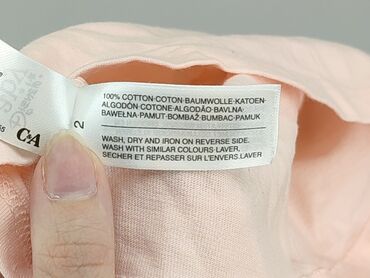 100% COTTON·COTON·BAUMWOLLE·KATOEN·
ALGODÓN·COTONE·ALGODÃO·BAVLNA·
BAWEŁNA·PAMUT·BOMBAŽ·BUMBAC·PAMUK
WASH, DRY AND IRON ON REVERSE SIDE.
WASH WITH SIMILAR COLOURS·LAVER,
SECHER ET REPASSER SUR L'ENVERS.LAVER
2
C&A